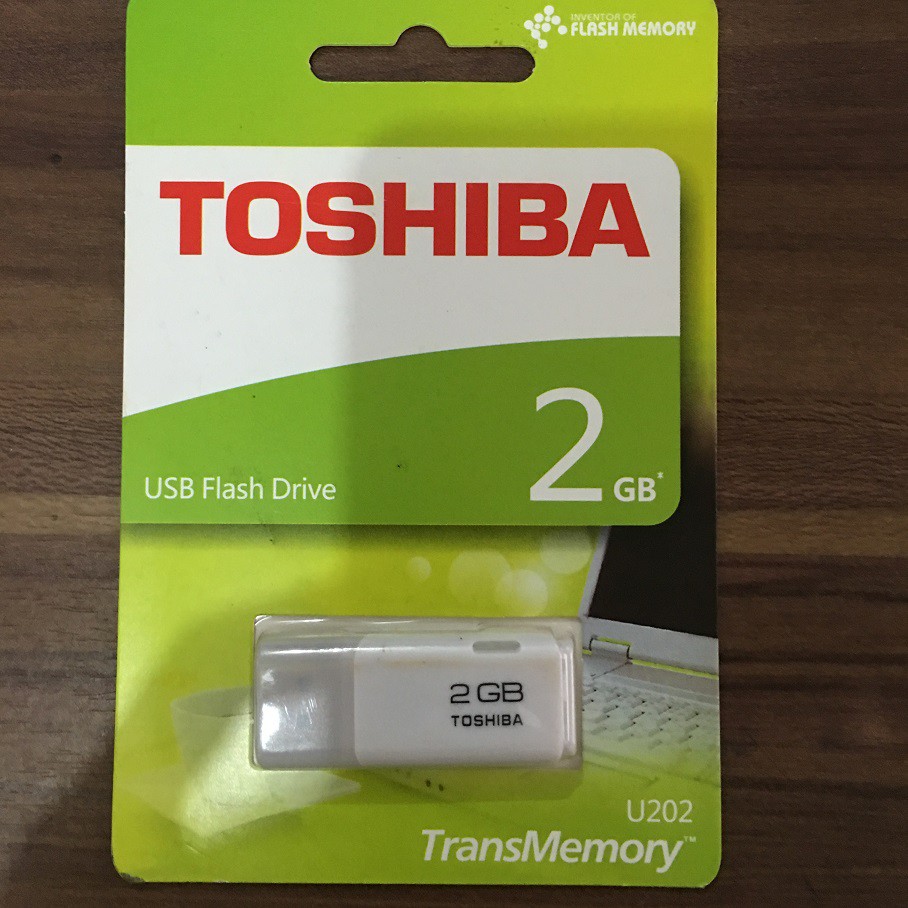 INVENTOR OF
FLASH MEMORY
TOSHIBA
USB Flash Drive
2 GB*
2 GB
TOSHIBA
U202
TransMemory™